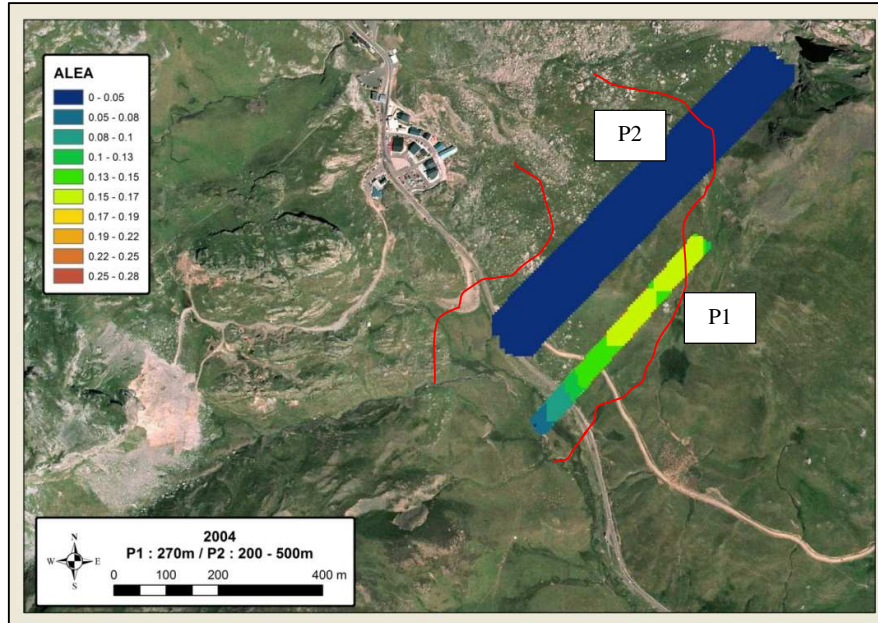 ALEA
0 - 0.05
0.05 - 0.08
0.08 - 0.1
0.1 - 0.13
0.13 - 0.15
0.15 - 0.17
0.17 - 0.19
0.19 - 0.22
0.22 - 0.25
0.25 - 0.28
P2
P1
2004
P1 : 270m / P2 : 200 - 500m
N
W E
S
0 100 200 400 m